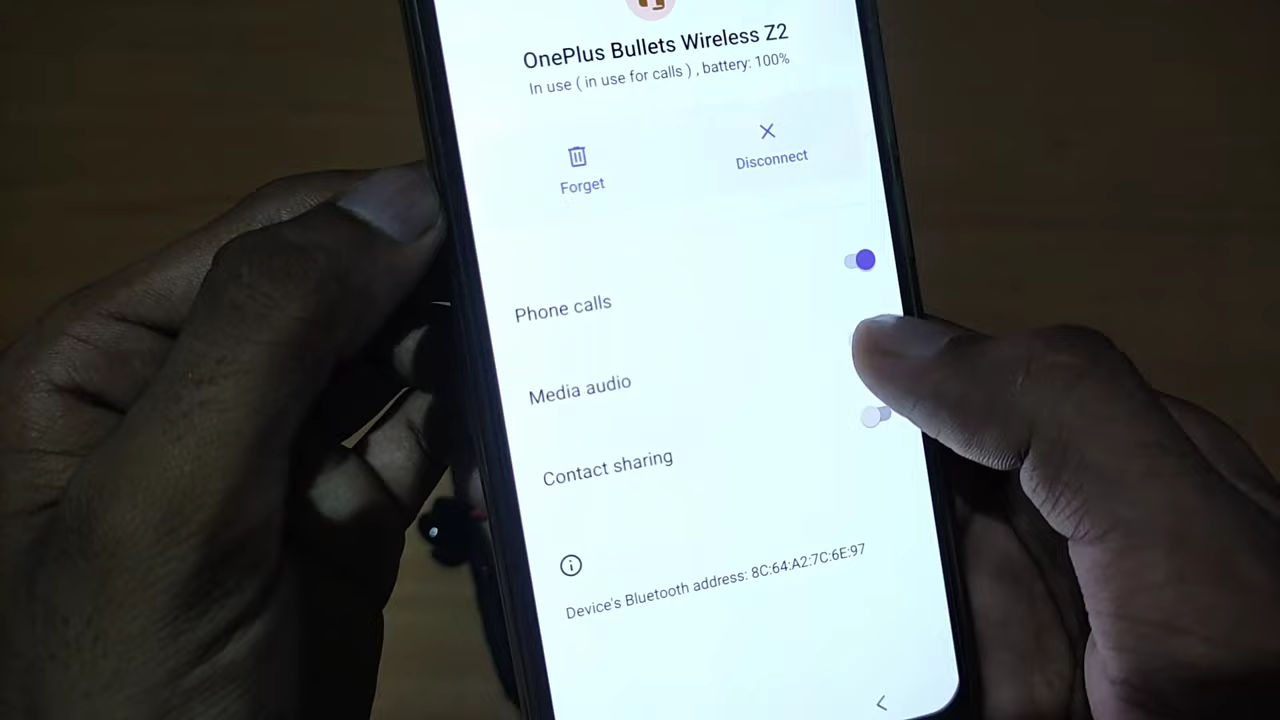 OnePlus Bullets Wireless Z2
In use ( in use for calls ) , battery: 100%
Forget
Disconnect
Phone calls
Media audio
Contact sharing
Device's Bluetooth address: 8C:64:A2:7C:6E:97